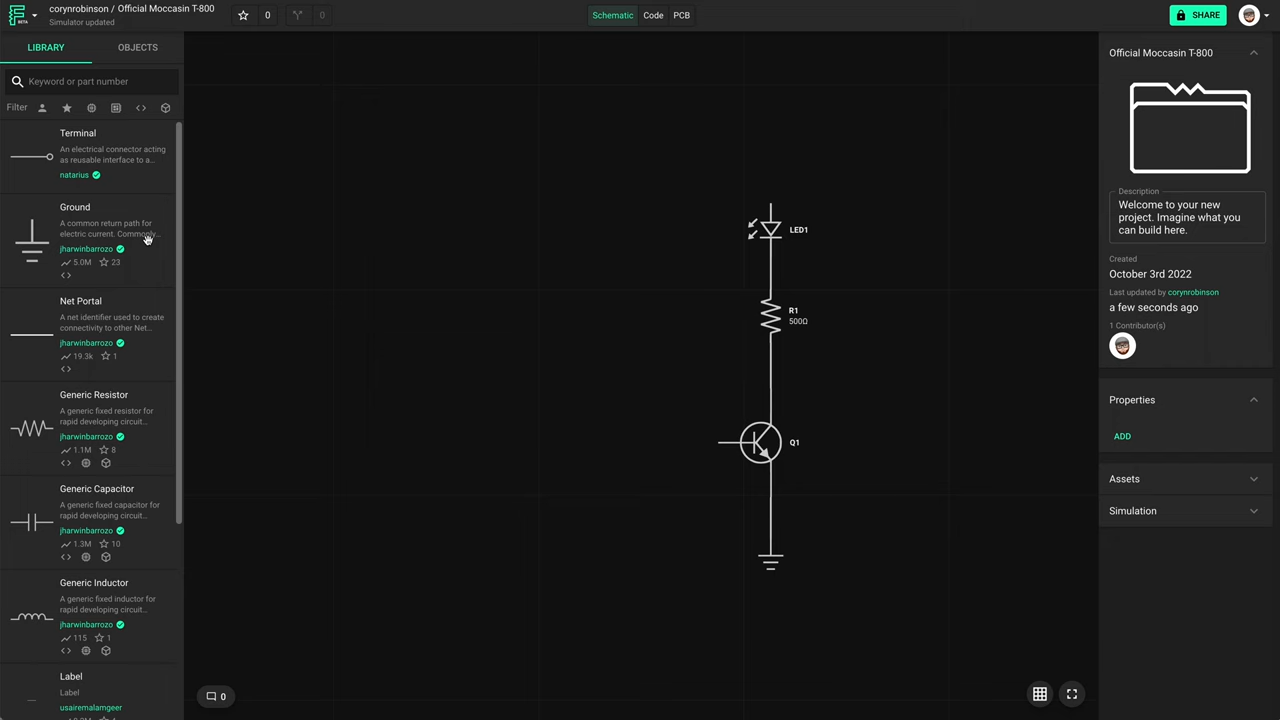 corynrobinson / Official Moccasin T-800
BETA
Simulator updated
0
0
Schematic
Code
PCB
SHARE
LIBRARY
OBJECTS
Keyword or part number
Filter
Terminal
An electrical connector acting
as reusable interface to a...
natarius
Ground
A common return path for
electric current. Commonly...
jharwinbarrozo
5.0M 23
Net Portal
A net identifier used to create
connectivity to other Net...
jharwinbarrozo
19.3k 1
Generic Resistor
A generic fixed resistor for
rapid developing circuit...
jharwinbarrozo
1.1M 8
Generic Capacitor
A generic fixed capacitor for
rapid developing circuit...
jharwinbarrozo
1.3M 10
Generic Inductor
A generic fixed inductor for
rapid developing circuit...
jharwinbarrozo
115 1
Label
Label
usairemalamgeer
LED1
R1
500Ω
Q1
0
Official Moccasin T-800
Description
Welcome to your new
project. Imagine what you
can build here.
Created
October 3rd 2022
Last updated by corynrobinson
a few seconds ago
1 Contributor(s)
Properties
ADD
Assets
Simulation